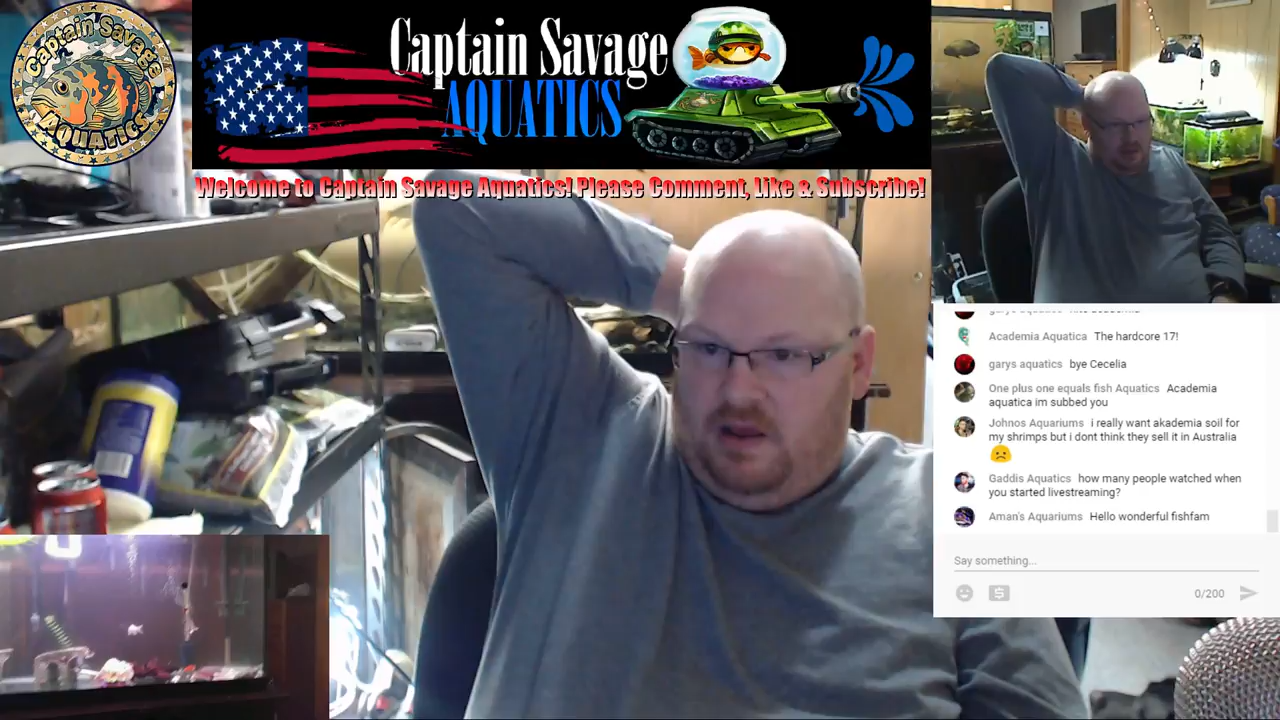 Captain Savage
AQUATICS
Captain Savage
AQUATICS
Welcome to Captain Savage Aquatics! Please Comment, Like & Subscribe!
garys aquatics
Academia Aquatica The hardcore 17!
garys aquatics bye Cecelia
One plus one equals fish Aquatics Academia
aquatica im subbed you
Johnos Aquariums i really want akademia soil for
my shrimps but i dont think they sell it in Australia
Gaddis Aquatics how many people watched when
you started livestreaming?
Aman's Aquariums Hello wonderful fishfam
Say something...
0/200